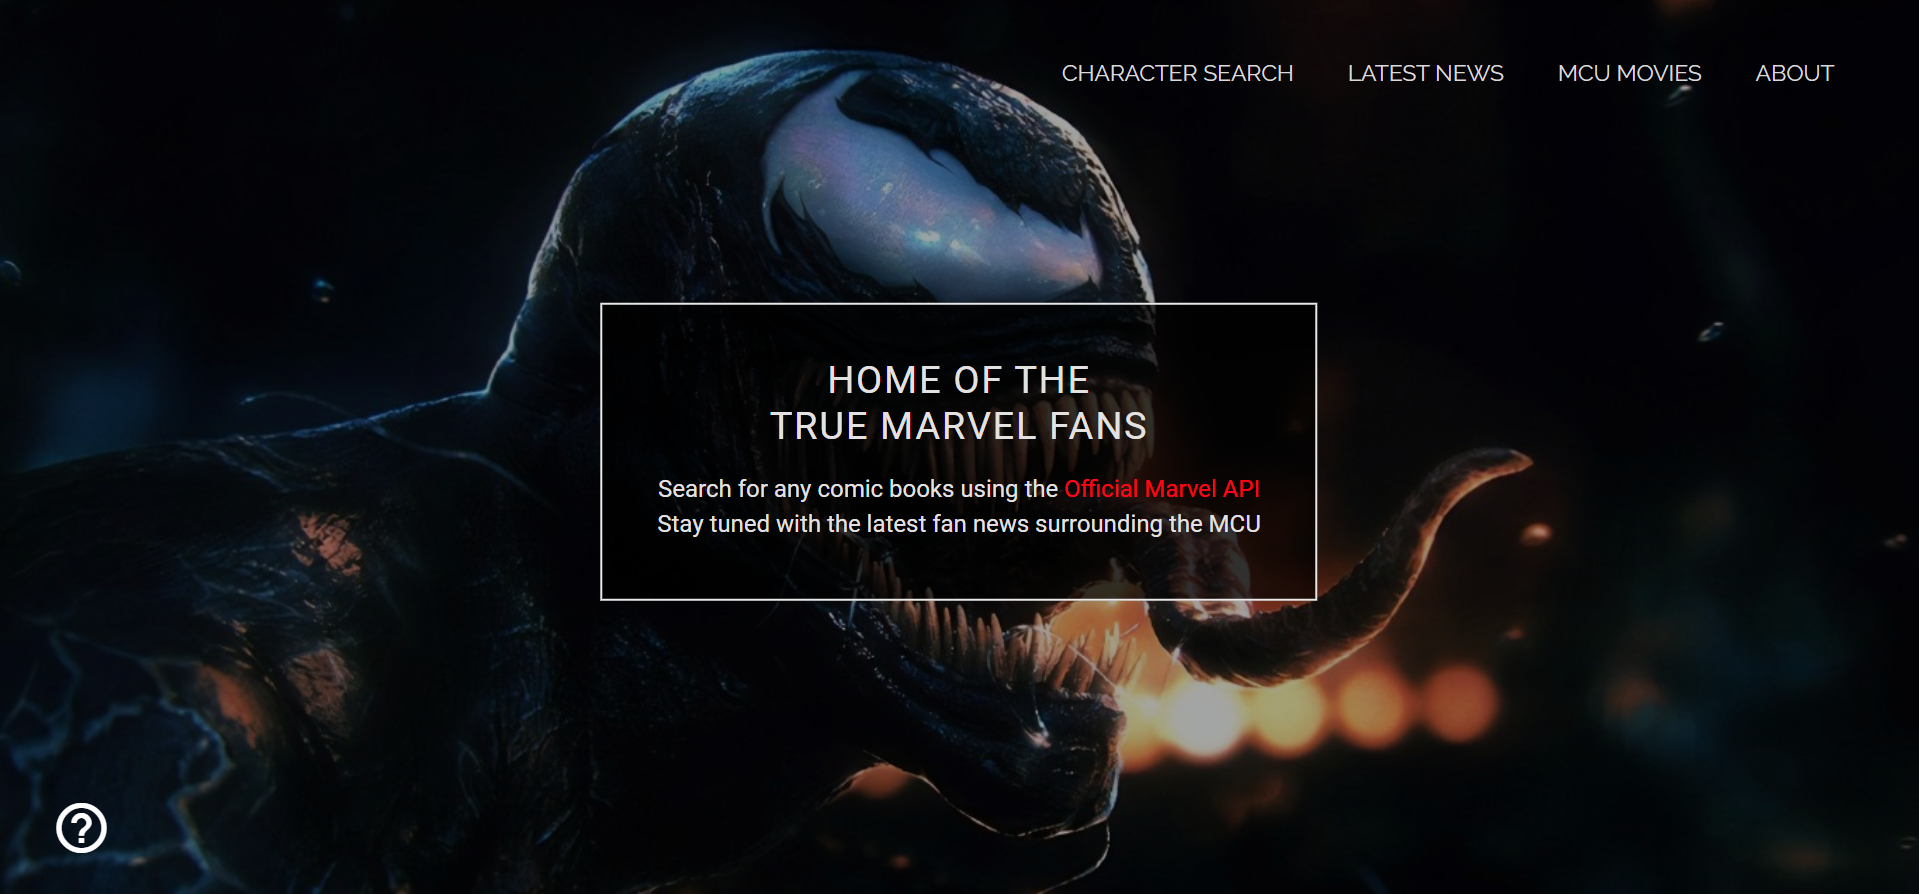 CHARACTER SEARCH LATEST NEWS MCU MOVIES ABOUT
HOME OF THE
TRUE MARVEL FANS
Search for any comic books using the Official Marvel API
Stay tuned with the latest fan news surrounding the MCU
?